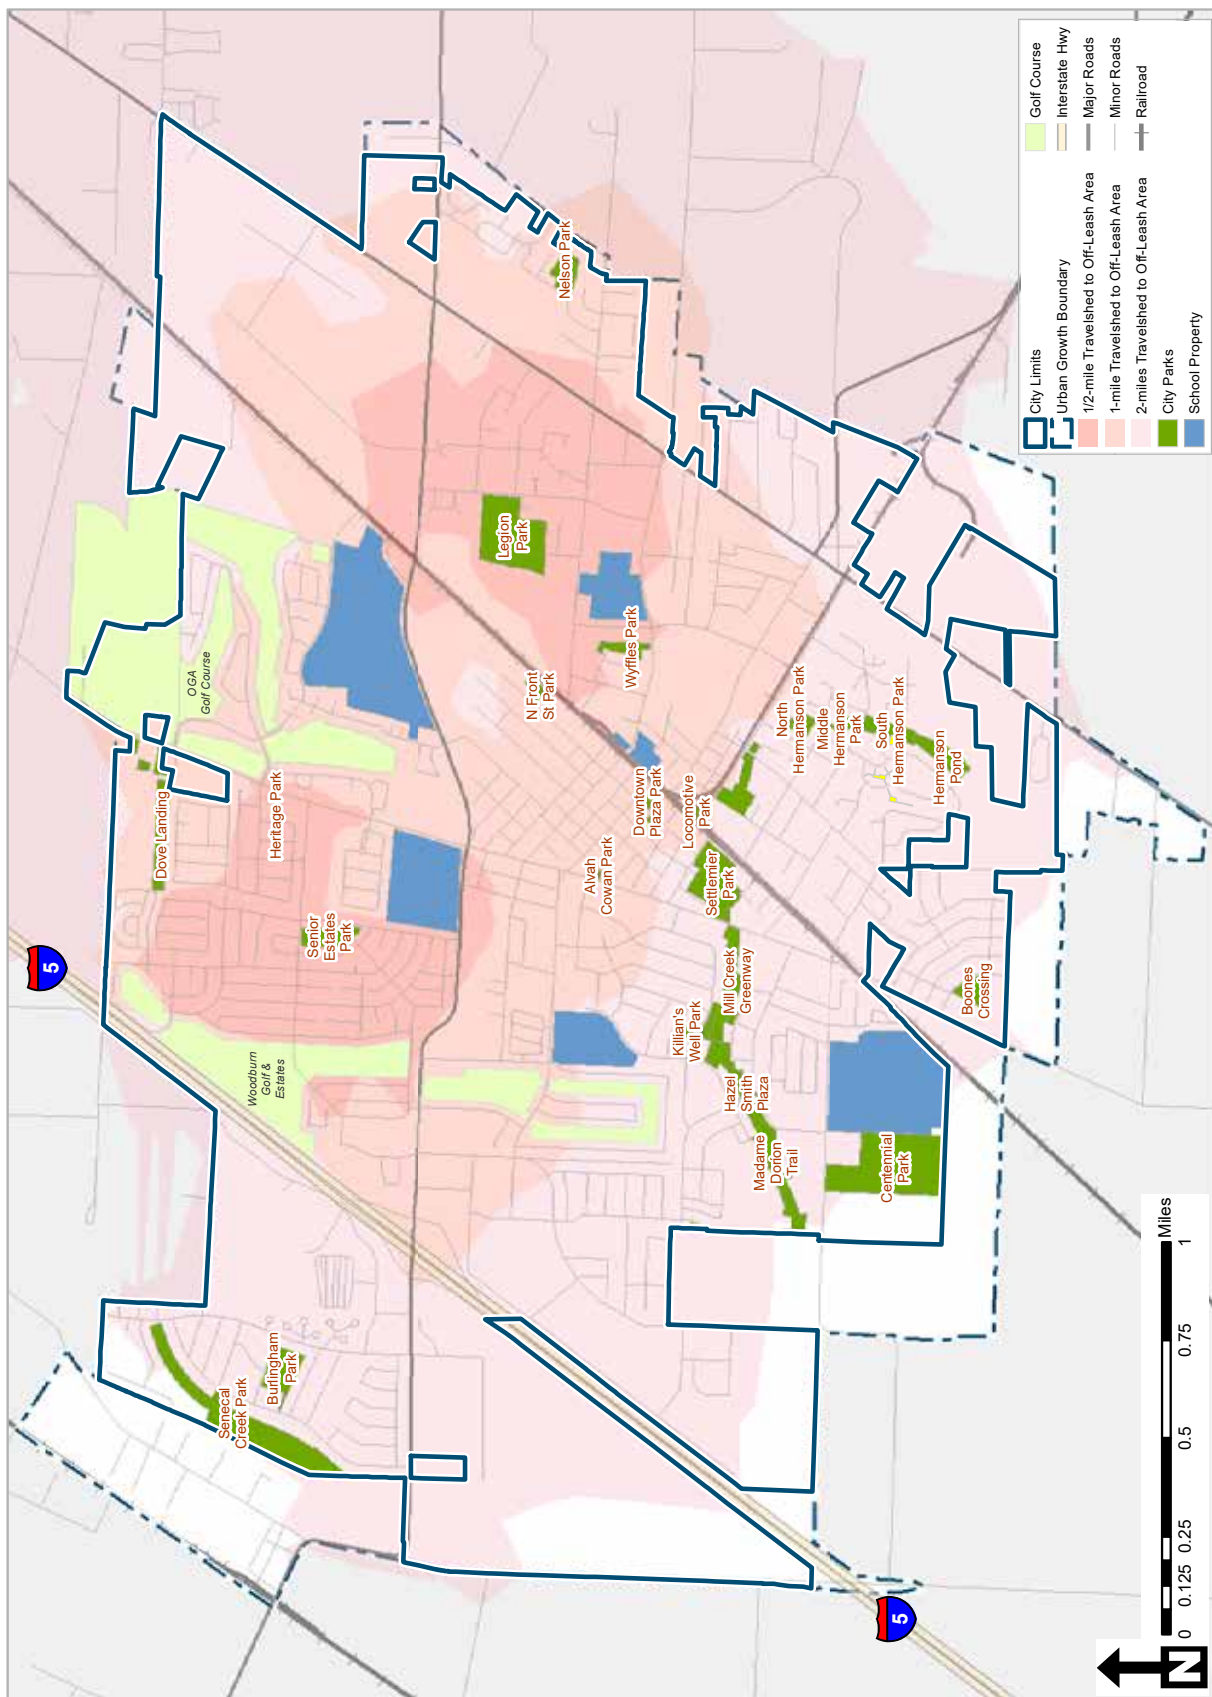 Golf Course
Interstate Hwy
Major Roads
Minor Roads
Railroad
City Limits
Urban Growth Boundary
1/2-mile Travelshed to Off-Leash Area
1-mile Travelshed to Off-Leash Area
2-miles Travelshed to Off-Leash Area
City Parks
School Property
5
Dove Landing
OGA
Golf Course
Heritage Park
Senior
Estates
Park
Woodburn
Golf &
Estates
Senecal
Creek Park
Burlingham
Park
Nelson Park
Legion
Park
Wyffles Park
N Front
St Park
Downtown
Plaza Park
Locomotive
Park
Alvah
Cowan Park
Settlemier
Park
Mill Creek
Greenway
Killian's
Well Park
Hazel
Smith
Plaza
Madame
Dorion
Trail
Centennial
Park
North
Hermanson Park
Middle
Hermanson
Park
South
Hermanson Park
Hermanson
Pond
Boones
Crossing
5
Miles
0 0.125 0.25 0.5 0.75 1
N